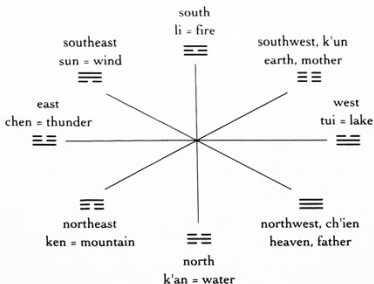 south
li = fire
southeast
sun = wind
southwest, k'un
earth, mother
east
chen = thunder
west
tui = lake
northeast
ken = mountain
northwest, ch'ien
heaven, father
north
k'an = water